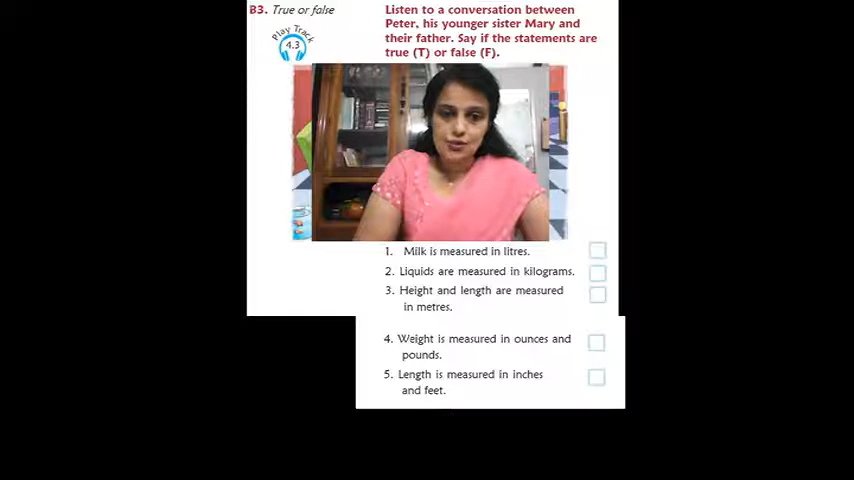 B3. True or false
Play Track
4.3
Listen to a conversation between
Peter, his younger sister Mary and
their father. Say if the statements are
true (T) or false (F).
1. Milk is measured in litres.
2. Liquids are measured in kilograms.
3. Height and length are measured
in metres.
4. Weight is measured in ounces and
pounds.
5. Length is measured in inches
and feet.